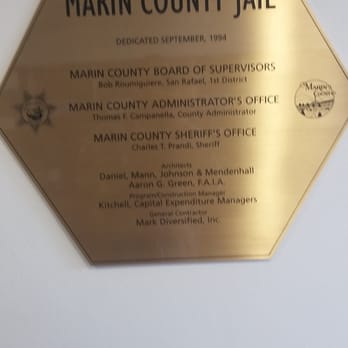 MARIN COUNTY JAIL
DEDICATED SEPTEMBER, 1994
MARIN COUNTY BOARD OF SUPERVISORS
Bob Roumiguiere, San Rafael, 1st District
MARIN COUNTY ADMINISTRATOR'S OFFICE
Thomas F. Campanella, County Administrator
MARIN COUNTY SHERIFF'S OFFICE
Charles T. Prandi, Sheriff
Architects
Daniel, Mann, Johnson & Mendenhall
Aaron G. Green, F.A.I.A.
Program/Construction Manager
Kitchell, Capital Expenditure Managers
General Contractor
Mark Diversified, Inc.